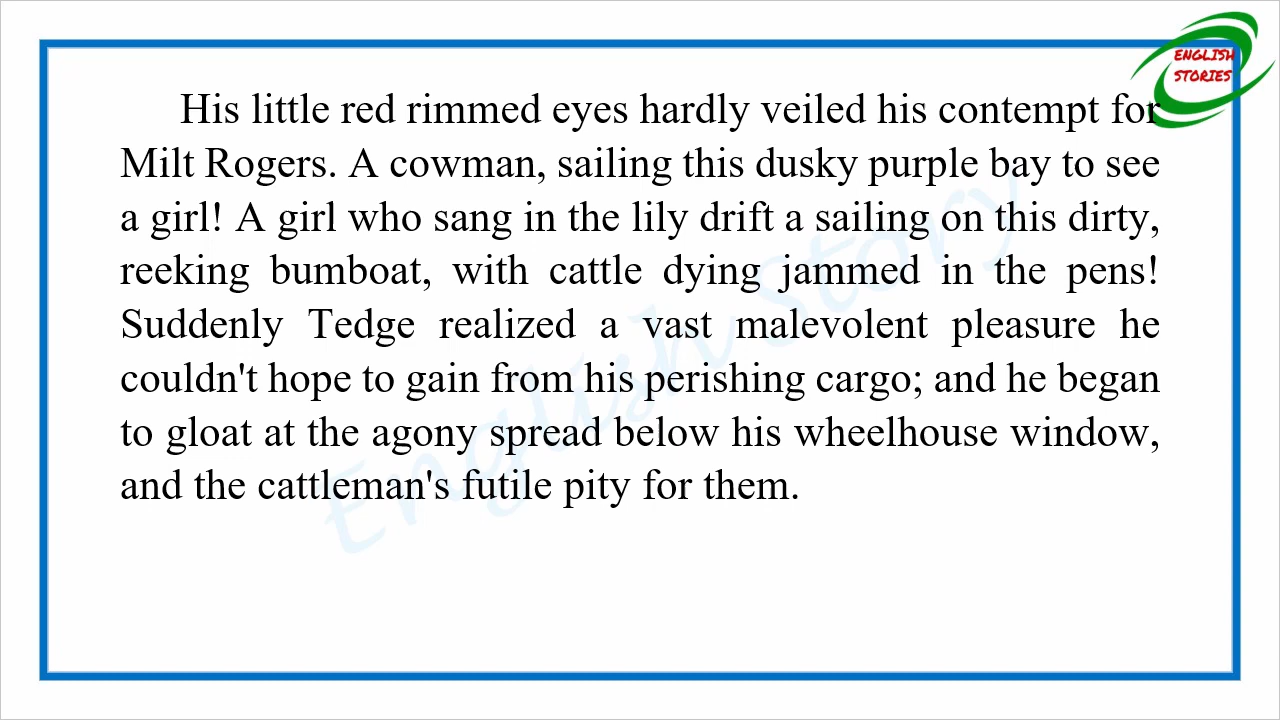 ENGLISH
STORIES
His little red rimmed eyes hardly veiled his contempt for
Milt Rogers. A cowman, sailing this dusky purple bay to see
a girl! A girl who sang in the lily drift a sailing on this dirty,
reeking bumboat, with cattle dying jammed in the pens!
Suddenly Tedge realized a vast malevolent pleasure he
couldn't hope to gain from his perishing cargo; and he began
to gloat at the agony spread below his wheelhouse window,
and the cattleman's futile pity for them.
English Story